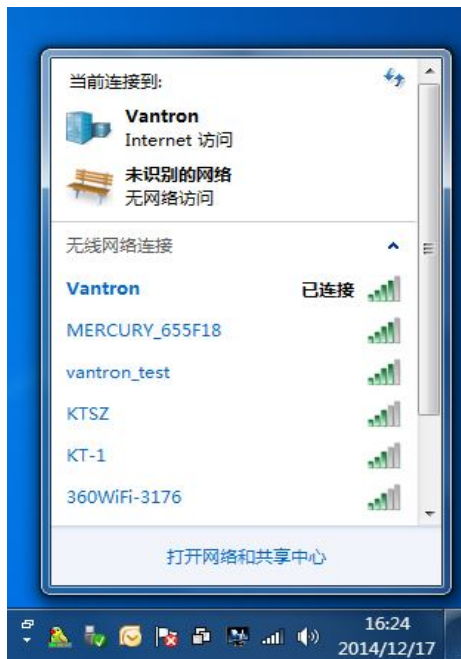 当前连接到:
Vantron
Internet 访问
未识别的网络
无网络访问
无线网络连接
Vantron 已连接
MERCURY_655F18
vantron_test
KTSZ
KT-1
360WiFi-3176
打开网络和共享中心
16:24
2014/12/17